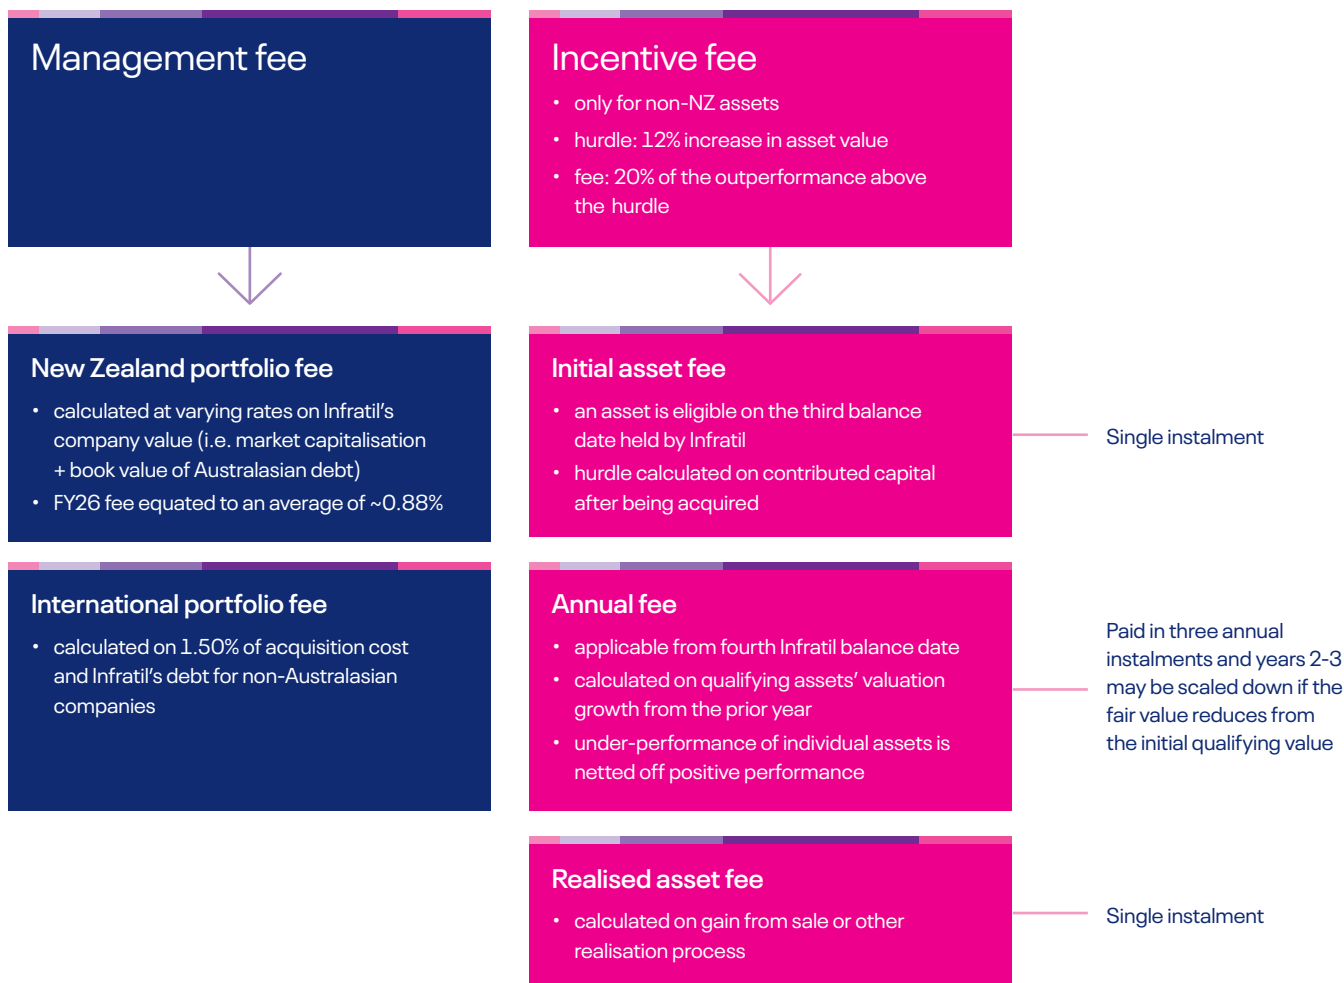 Management fee
Incentive fee
• only for non-NZ assets
• hurdle: 12% increase in asset value
• fee: 20% of the outperformance above
the hurdle
New Zealand portfolio fee
• calculated at varying rates on Infratil's
company value (i.e. market capitalisation
+ book value of Australasian debt)
• FY26 fee equated to an average of ~0.88%
Initial asset fee
• an asset is eligible on the third balance
date held by Infratil
• hurdle calculated on contributed capital
after being acquired
Single instalment
International portfolio fee
• calculated on 1.50% of acquisition cost
and Infratil's debt for non-Australasian
companies
Annual fee
• applicable from fourth Infratil balance date
• calculated on qualifying assets' valuation
growth from the prior year
• under-performance of individual assets is
netted off positive performance
Paid in three annual
instalments and years 2-3
may be scaled down if the
fair value reduces from
the initial qualifying value
Realised asset fee
• calculated on gain from sale or other
realisation process
Single instalment